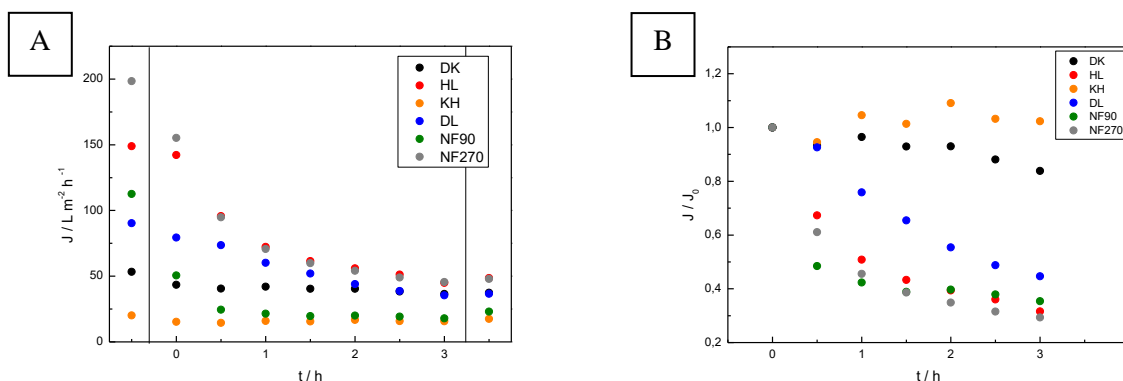 A
200
150
100
50
0
J / L m⁻² h⁻¹
0
1
2
3
t / h
DK
HL
KH
DL
NF90
NF270
B
1,2
1,0
0,8
0,6
0,4
0,2
J / J₀
0
1
2
3
t / h
DK
HL
KH
DL
NF90
NF270